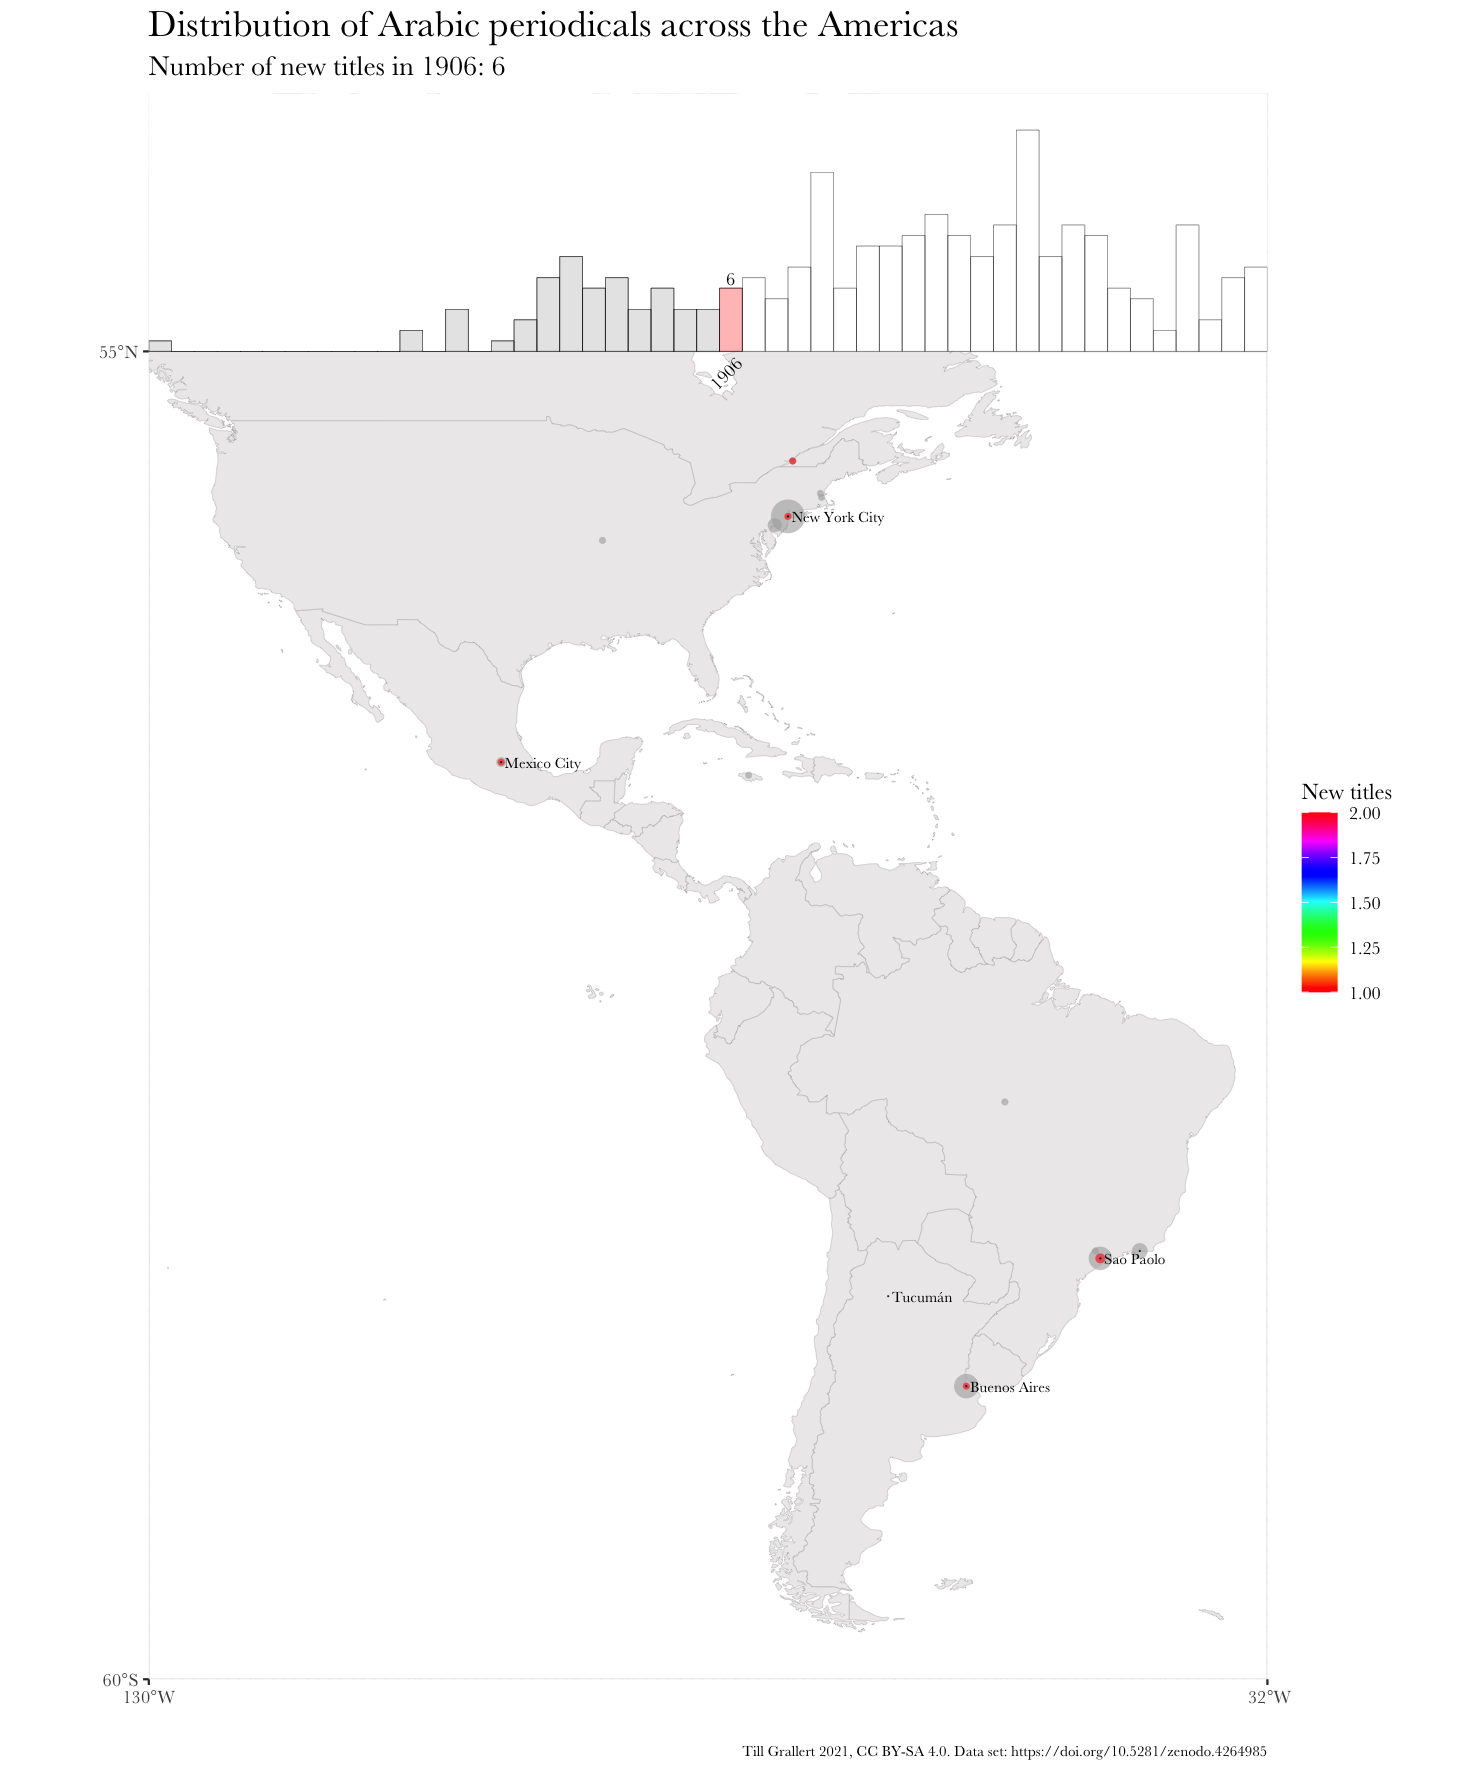 Distribution of Arabic periodicals across the Americas
Number of new titles in 1906: 6
6
55°N
1906
New York City
Mexico City
New titles
2.00
1.75
1.50
1.25
1.00
Sao Paolo
Tucumán
Buenos Aires
60°S
130°W
32°W
Till Grallert 2021, CC BY-SA 4.0. Data set: https://doi.org/10.5281/zenodo.4264985